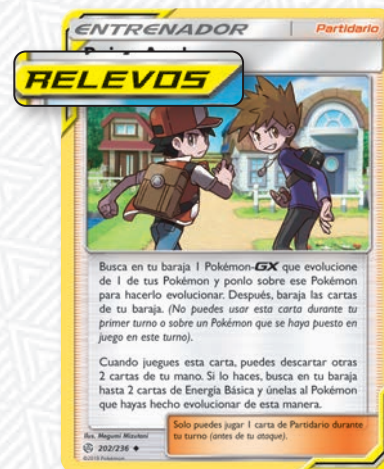 ENTRENADOR
Partidario
RELEVOS
Busca en tu baraja 1 Pokémon-GX que evolucione
de 1 de tus Pokémon y ponlo sobre ese Pokémon
para hacerlo evolucionar. Después, baraja las cartas
de tu baraja. (No puedes usar esta carta durante tu
primer turno o sobre un Pokémon que se haya puesto en
juego en este turno).
Cuando juegues esta carta, puedes descartar otras
2 cartas de tu mano. Si lo haces, busca en tu baraja
hasta 2 cartas de Energía Básica y únelas al Pokémon
que hayas hecho evolucionar de esta manera.
Solo puedes jugar 1 carta de Partidario durante
tu turno (antes de tu ataque).
Ilus. Megumi Mizutani
202/236
©2019 Pokémon